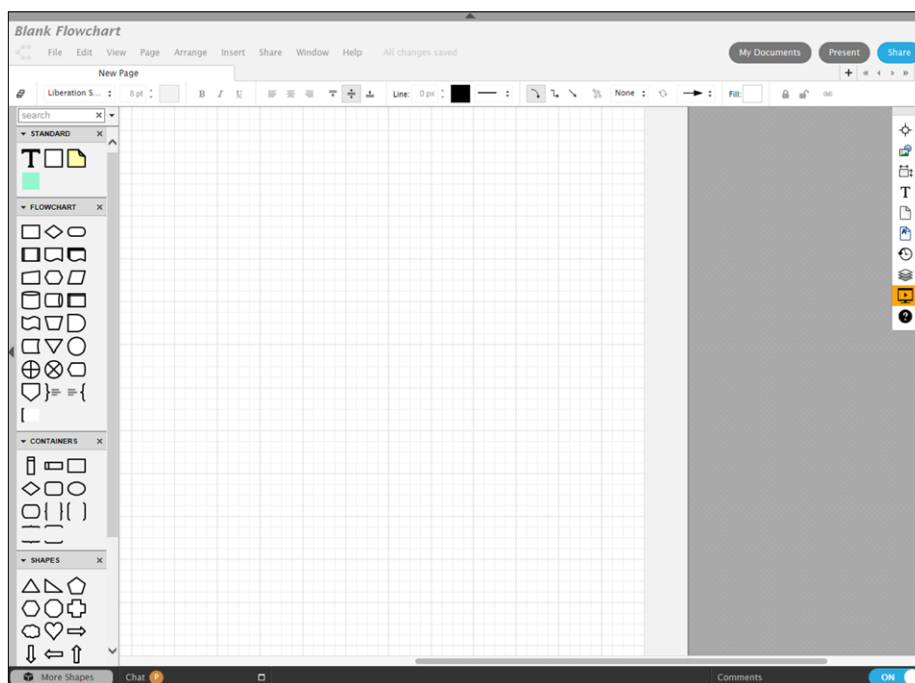 Blank Flowchart
File Edit View Page Arrange Insert Share Window Help All changes saved
My Documents Present Share
New Page
Liberation S... 8 pt B I U Line: 0 px None Fill:
search
STANDARD
T
FLOWCHART
CONTAINERS
SHAPES
T
A
?
More Shapes Chat P Comments ON